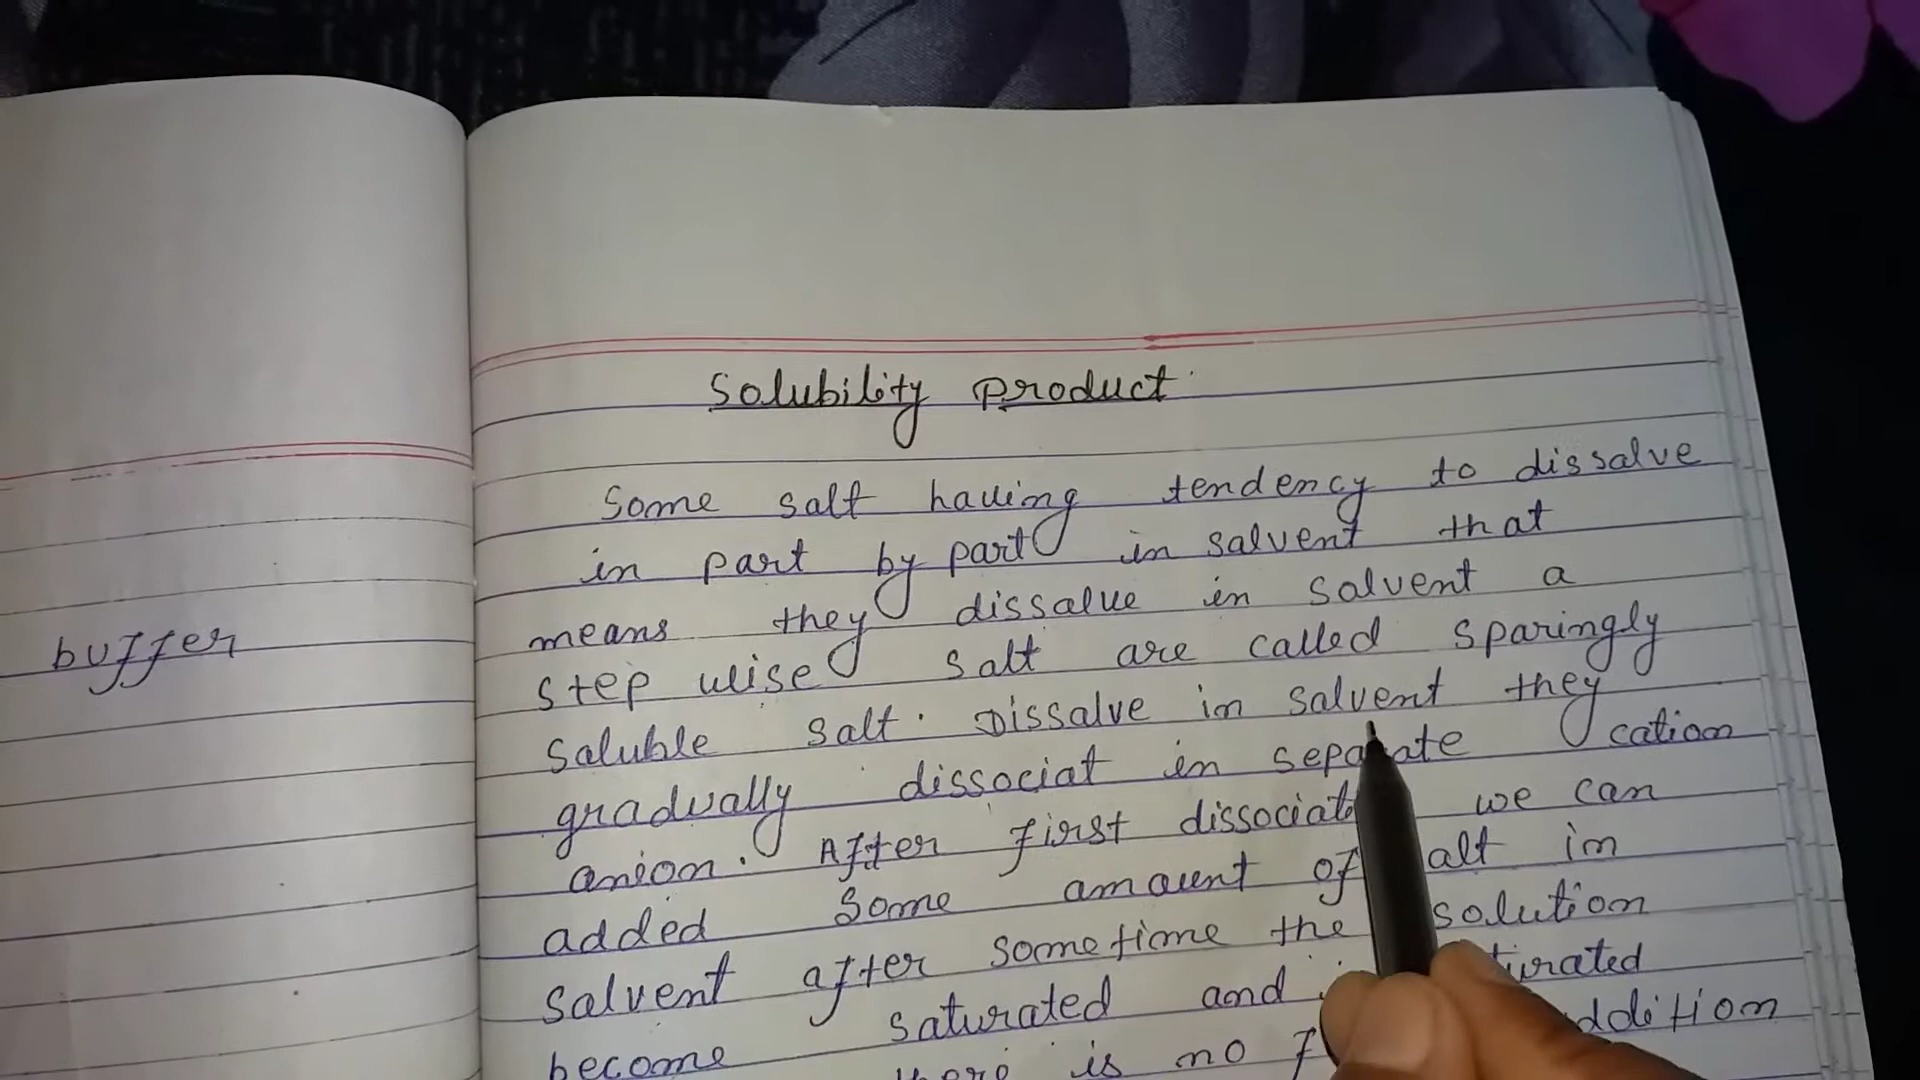 buffer
Solubility product
Some salt having tendency to dissalve
in part by part in salvent that
means they dissalve in salvent a
step wise salt are called sparingly
saluble salt. Dissalve in salvent they
gradually dissociat in separate cation
anion. After first dissociat we can
added some amount of alt in
salvent after sometime the solution
become saturated and turated
is no ddition